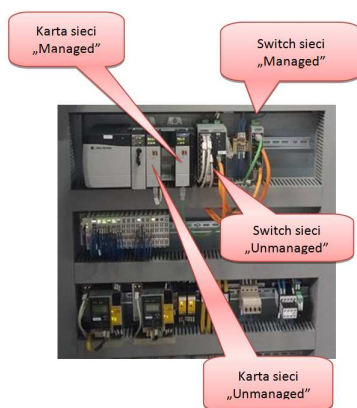 Karta sieci
„Managed”
Switch sieci
„Managed”
Switch sieci
„Unmanaged”
Karta sieci
„Unmanaged”